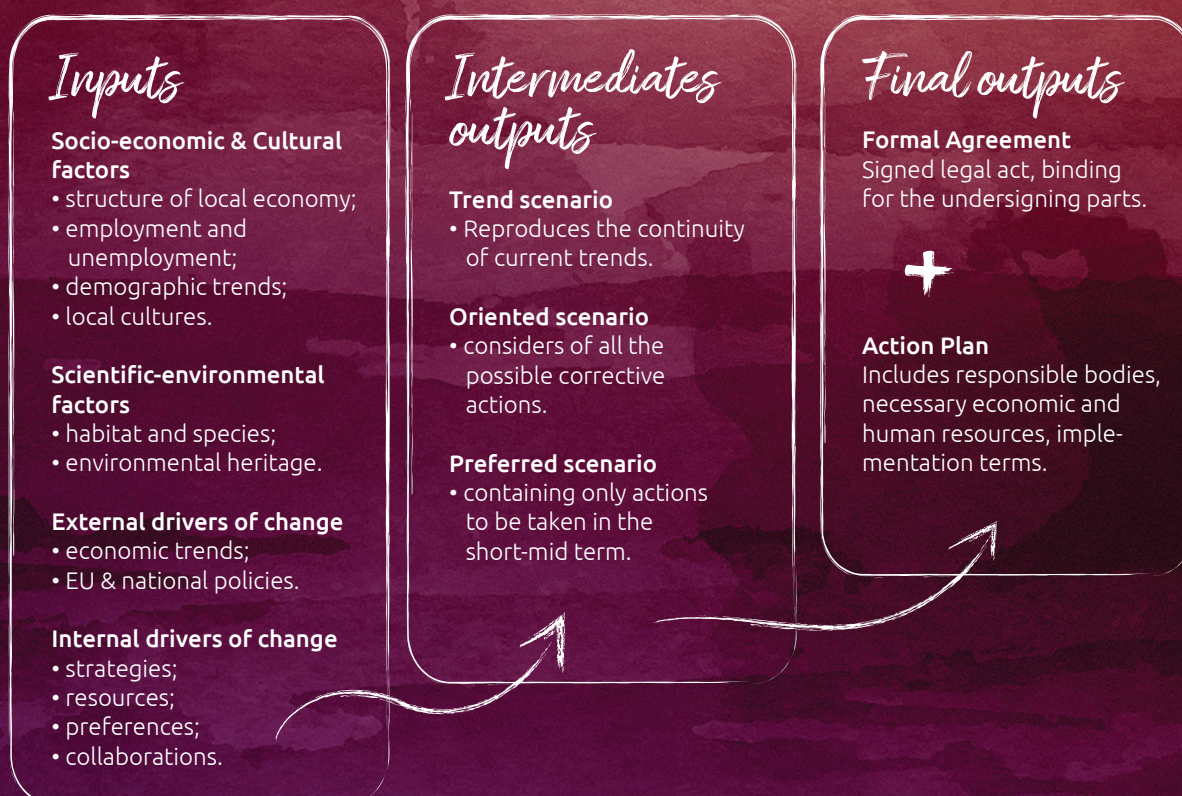 Inputs
Socio-economic & Cultural
factors
• structure of local economy;
• employment and
unemployment;
• demographic trends;
• local cultures.
Scientific-environmental
factors
• habitat and species;
• environmental heritage.
External drivers of change
• economic trends;
• EU & national policies.
Internal drivers of change
• strategies;
• resources;
• preferences;
• collaborations.
Intermediates
outputs
Trend scenario
• Reproduces the continuity
of current trends.
Oriented scenario
• considers of all the
possible corrective
actions.
Preferred scenario
• containing only actions
to be taken in the
short-mid term.
Final outputs
Formal Agreement
Signed legal act, binding
for the undersigning parts.
+
Action Plan
Includes responsible bodies,
necessary economic and
human resources, imple-
mentation terms.